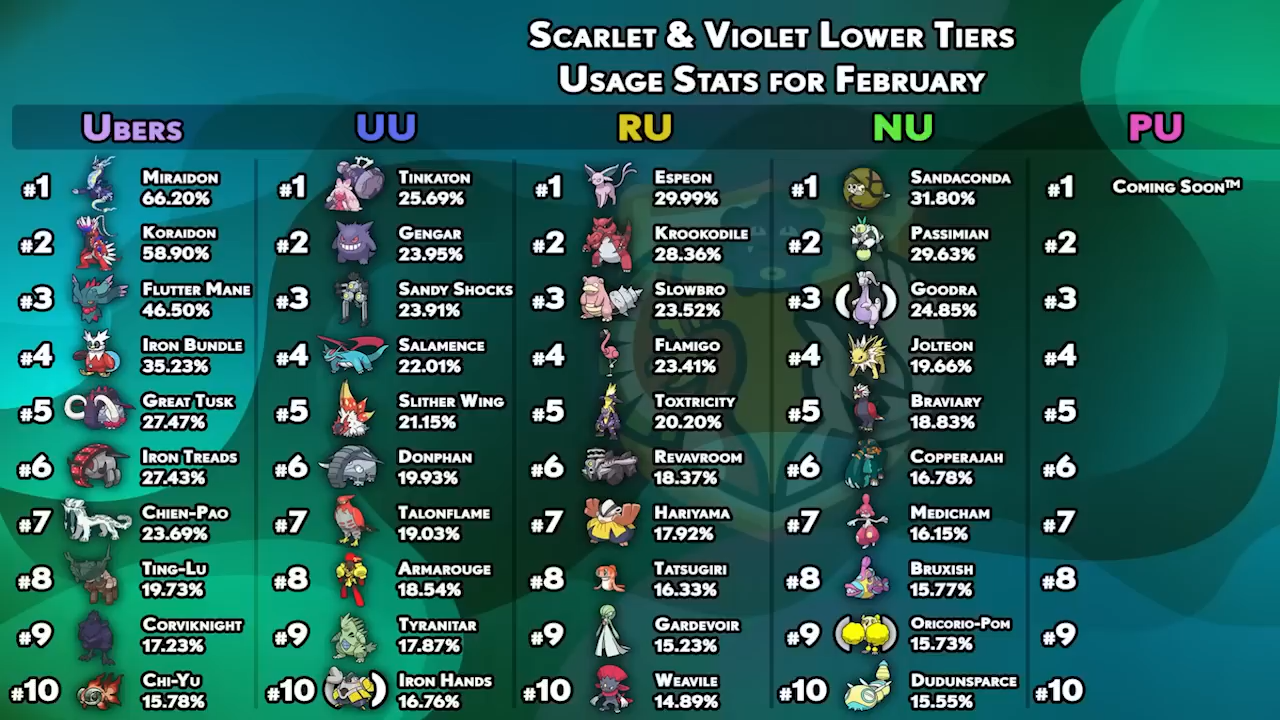 Scarlet & Violet Lower Tiers
Usage Stats for February
Ubers
UU
RU
NU
PU
#1 Miraidon
66.20%
#2 Koraidon
58.90%
#3 Flutter Mane
46.50%
#4 Iron Bundle
35.23%
#5 Great Tusk
27.47%
#6 Iron Treads
27.43%
#7 Chien-Pao
23.69%
#8 Ting-Lu
19.73%
#9 Corviknight
17.23%
#10 Chi-Yu
15.78%
#1 Tinkaton
25.69%
#2 Gengar
23.95%
#3 Sandy Shocks
23.91%
#4 Salamence
22.01%
#5 Slither Wing
21.15%
#6 Donphan
19.93%
#7 Talonflame
19.03%
#8 Armarouge
18.54%
#9 Tyranitar
17.87%
#10 Iron Hands
16.76%
#1 Espeon
29.99%
#2 Krookodile
28.36%
#3 Slowbro
23.52%
#4 Flamigo
23.41%
#5 Toxtricity
20.20%
#6 Revavroom
18.37%
#7 Hariyama
17.92%
#8 Tatsugiri
16.33%
#9 Gardevoir
15.23%
#10 Weavile
14.89%
#1 Sandaconda
31.80%
#2 Passimian
29.63%
#3 Goodra
24.85%
#4 Jolteon
19.66%
#5 Braviary
18.83%
#6 Copperajah
16.78%
#7 Medicham
16.15%
#8 Bruxish
15.77%
#9 Oricorio-Pom
15.73%
#10 Dudunsparce
15.55%
#1 Coming Soon™
#2
#3
#4
#5
#6
#7
#8
#9
#10